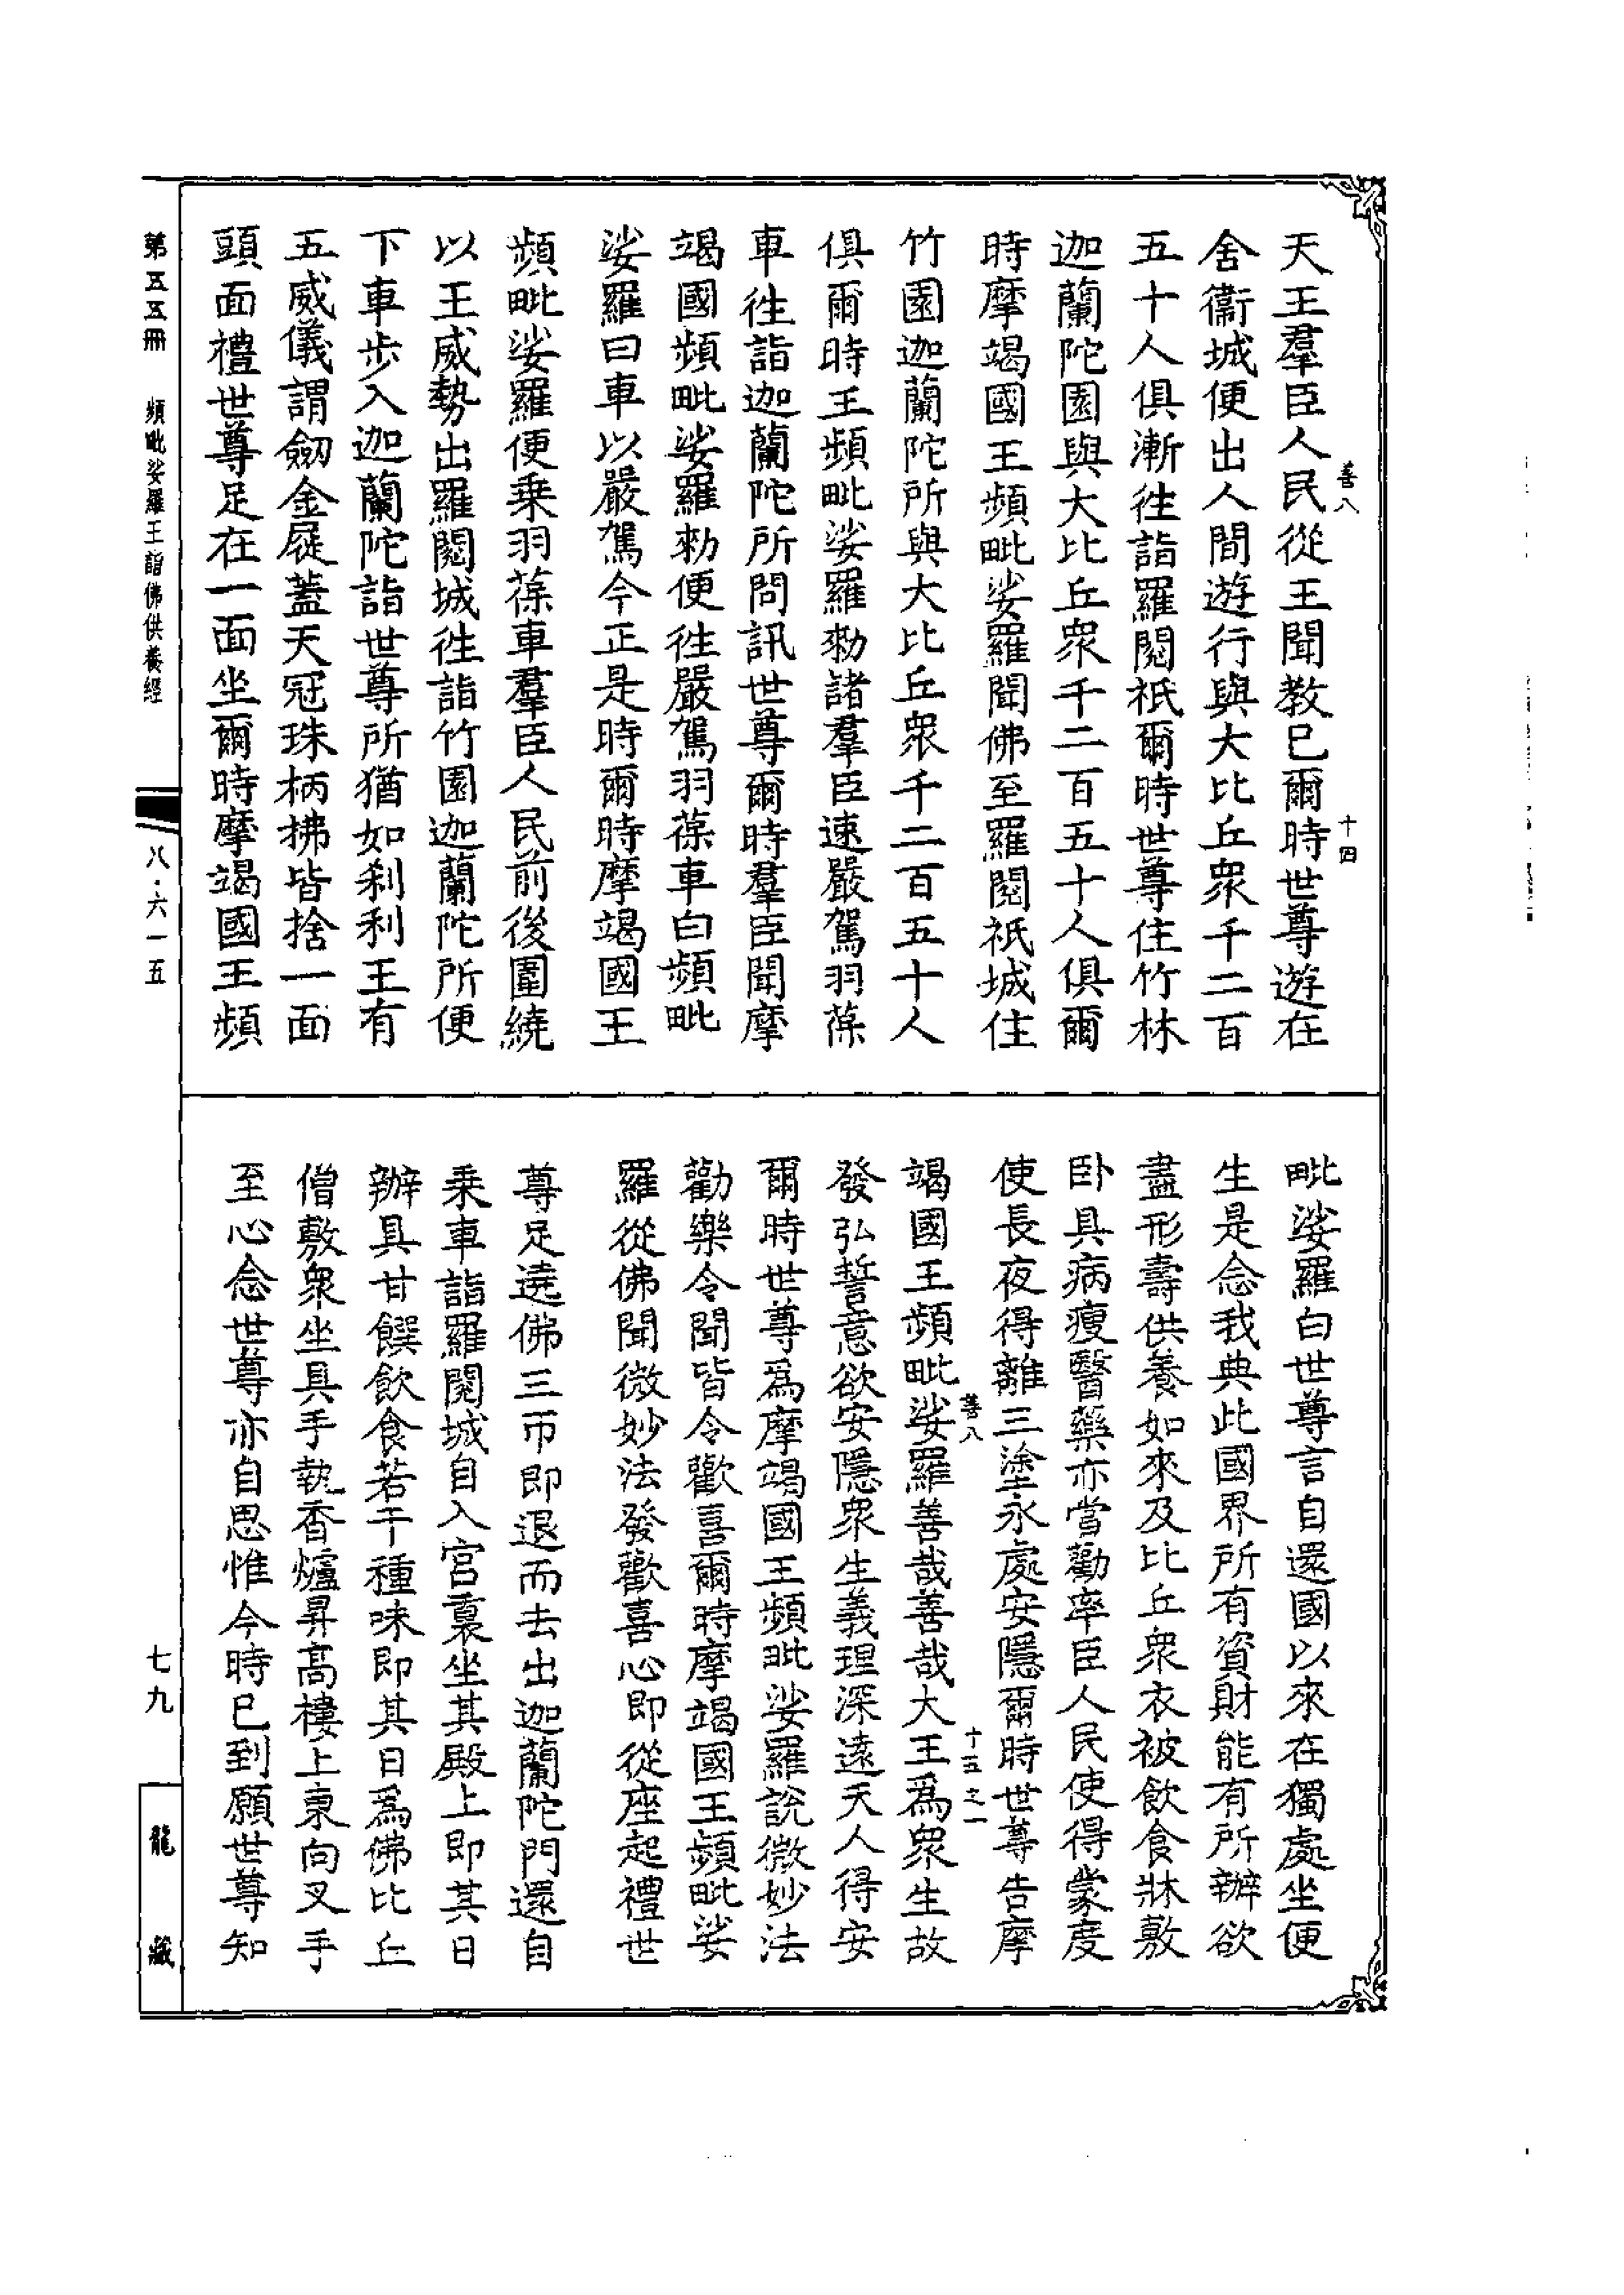 善八
十四
天王羣臣人民從王聞教已爾時世尊遊在
舍衞城便出人間遊行與大比丘眾千二百
五十人俱漸徃詣羅閱祇爾時世尊住竹林
迦蘭陀園與大比丘眾千二百五十人俱爾
時摩竭國王頻毗娑羅聞佛至羅閱祇城住
竹園迦蘭陀所與大比丘眾千二百五十人
俱爾時王頻毗娑羅勑諸羣臣速嚴駕羽葆
車徃詣迦蘭陀所問訊世尊爾時羣臣聞摩
竭國頻毗娑羅勑便徃嚴駕羽葆車白頻毗
娑羅曰車以嚴駕今正是時爾時摩竭國王
頻毗娑羅便乗羽葆車羣臣人民前後圍繞
以王威勢出羅閱城徃詣竹園迦蘭陀所便
下車步入迦蘭陀詣世尊所猶如刹利王有
五威儀謂劒金屣蓋天冠珠柄拂皆捨一面
頭面禮世尊足在一面坐爾時摩竭國王頻
毗娑羅白世尊言自還國以來在獨處坐便
生是念我典此國界所有資財能有所辦欲
盡形壽供養如來及比丘眾衣被飲食牀敷
卧具病瘦醫藥亦當勸率臣人民使得蒙度
使長夜得離三塗永處安隱爾時世尊告摩
善八
十五之一
竭國王頻毗娑羅善哉善哉大王爲眾生故
發弘誓意欲安隱眾生義理深遠天人得安
爾時世尊爲摩竭國王頻毗娑羅說微妙法
勸樂令聞皆令歡喜爾時摩竭國王頻毗娑
羅從佛聞微妙法發歡喜心即從座起禮世
尊足遶佛三帀即退而去出迦蘭陀門還自
乗車詣羅閱城自入宮裏坐其殿上即其日
辦具甘饌飲食若干種味即其日爲佛比丘
僧敷眾坐具手執香爐昇高樓上東向叉手
至心念世尊亦自思惟今時已到願世尊知
第五五冊 頻毗娑羅王詣佛供養經
八·六一五
七九
龍藏